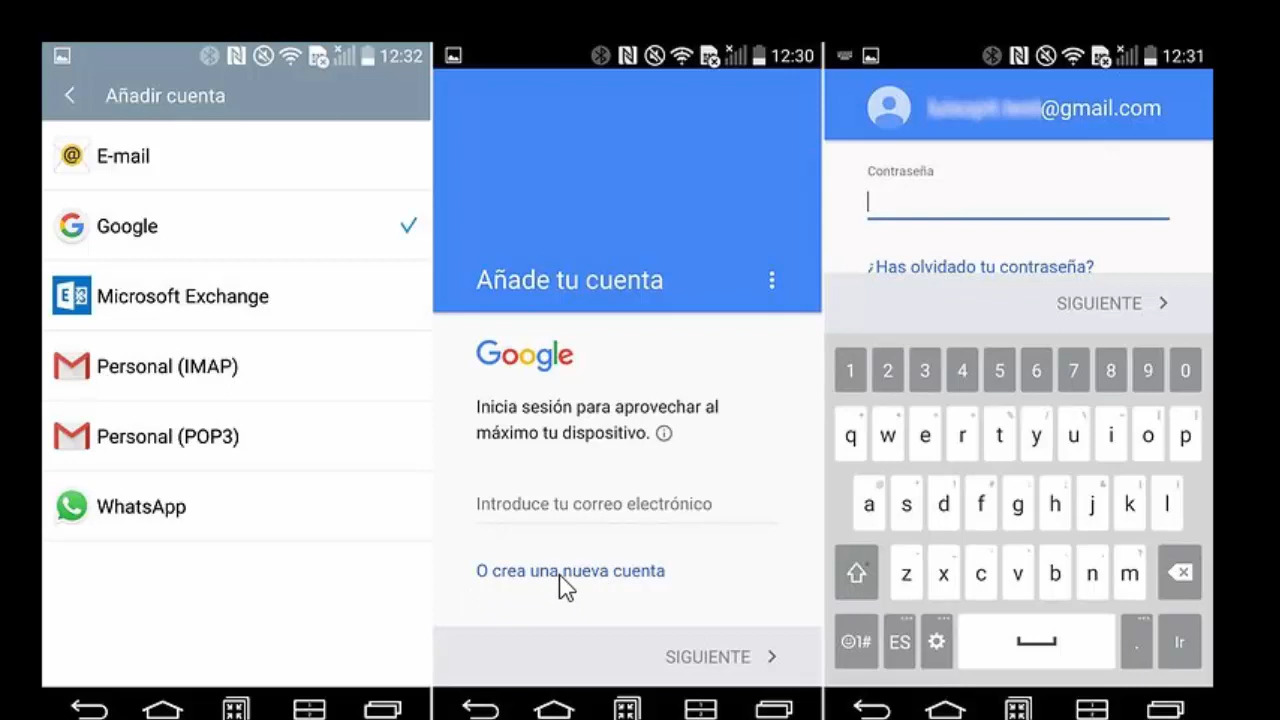 12:32
Añadir cuenta
E-mail
Google
Microsoft Exchange
Personal (IMAP)
Personal (POP3)
WhatsApp
12:30
Añade tu cuenta
Google
Inicia sesión para aprovechar al
máximo tu dispositivo.
Introduce tu correo electrónico
O crea una nueva cuenta
SIGUIENTE
12:31
@gmail.com
Contraseña
¿Has olvidado tu contraseña?
SIGUIENTE
1 2 3 4 5 6 7 8 9 0
q w e r t y u i o p
a s d f g h j k l
z x c v b n m
1# ES . Ir